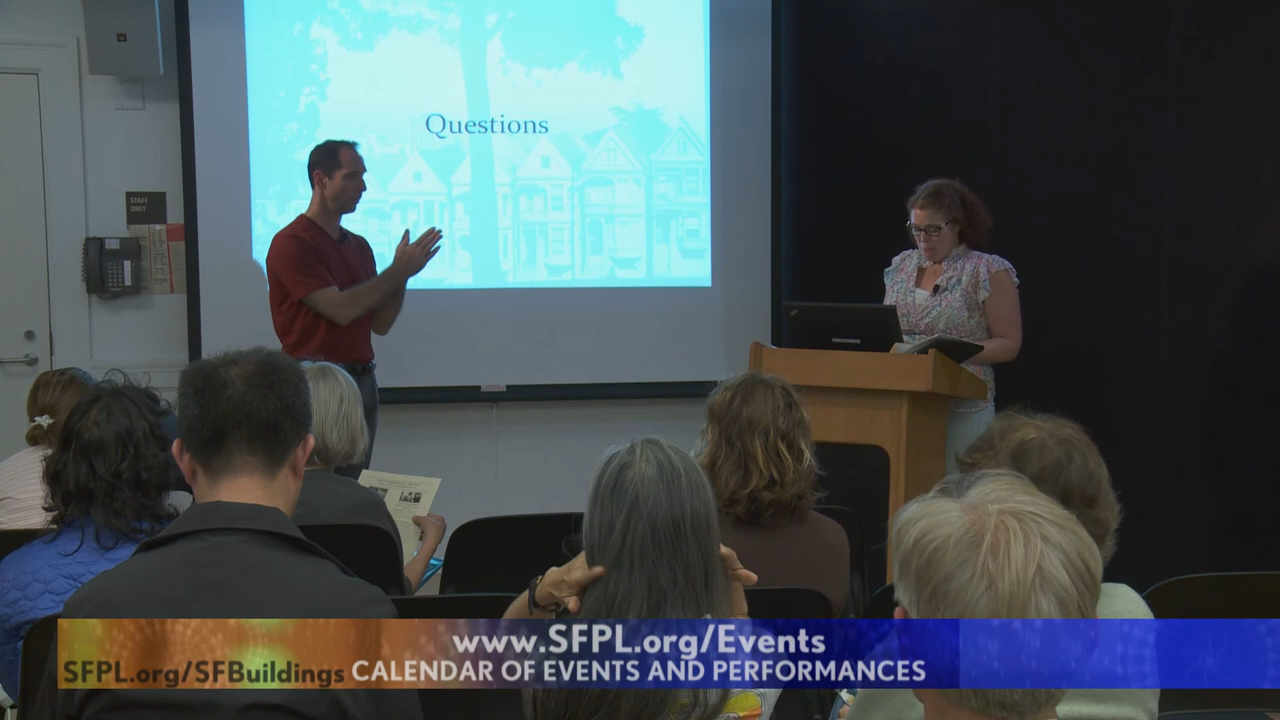 Questions
STAFF
ONLY
www.SFPL.org/Events
SFPL.org/SFBuildings CALENDAR OF EVENTS AND PERFORMANCES